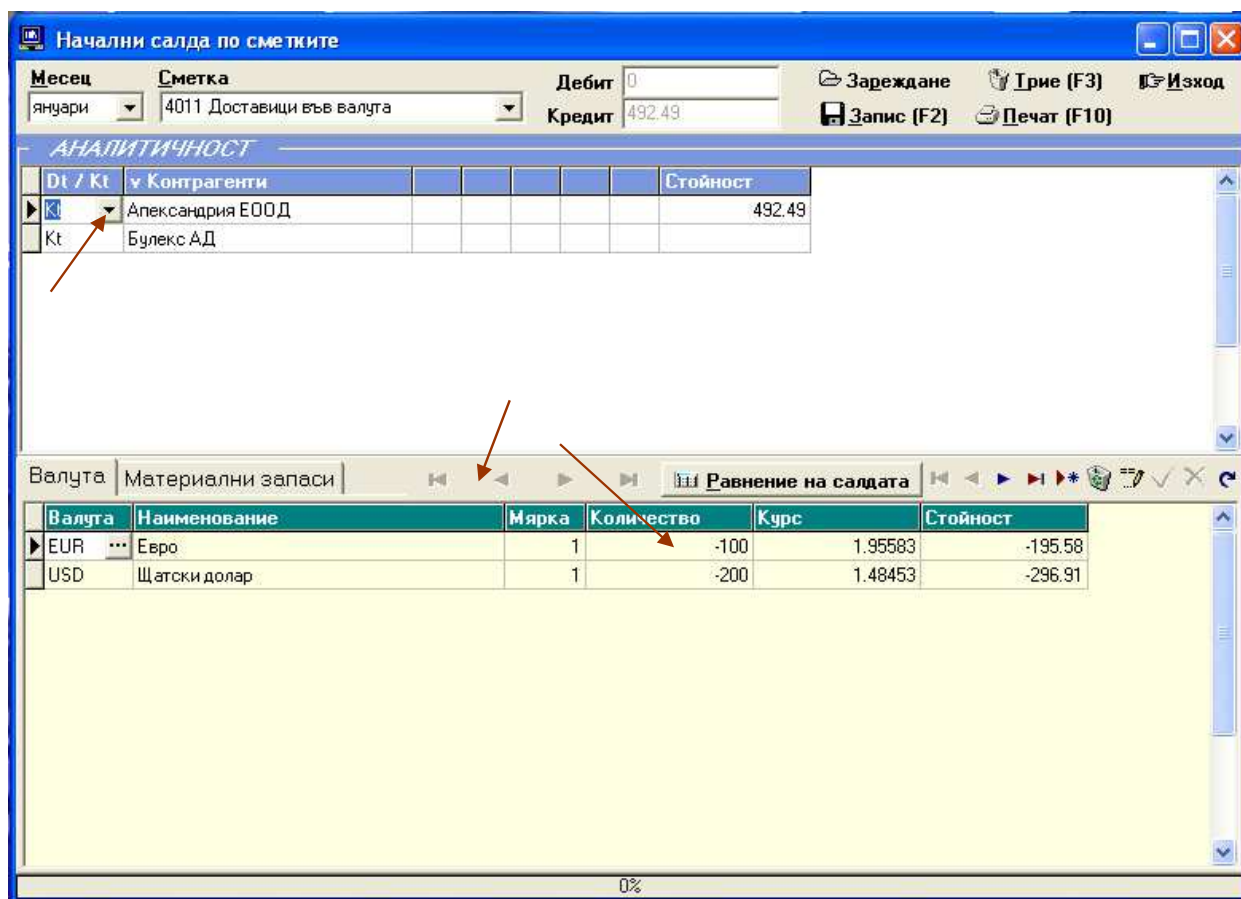 Начални салда по сметките
Месец Сметка Дебит 0 Зареждане Трие (F3) Изход
януари 4011 Доставици във валута Кредит 492.49 Запис (F2) Печат (F10)
АНАЛИТИЧНОСТ
Dt / Kt v Контрагенти Стойност
Kt Александрия ЕООД 492.49
Kt Булекс АД
Валута Материални запаси Равнение на салдата
Валута Наименование Мярка Количество Курс Стойност
EUR ... Евро 1 -100 1.95583 -195.58
USD Щатски долар 1 -200 1.48453 -296.91
0%